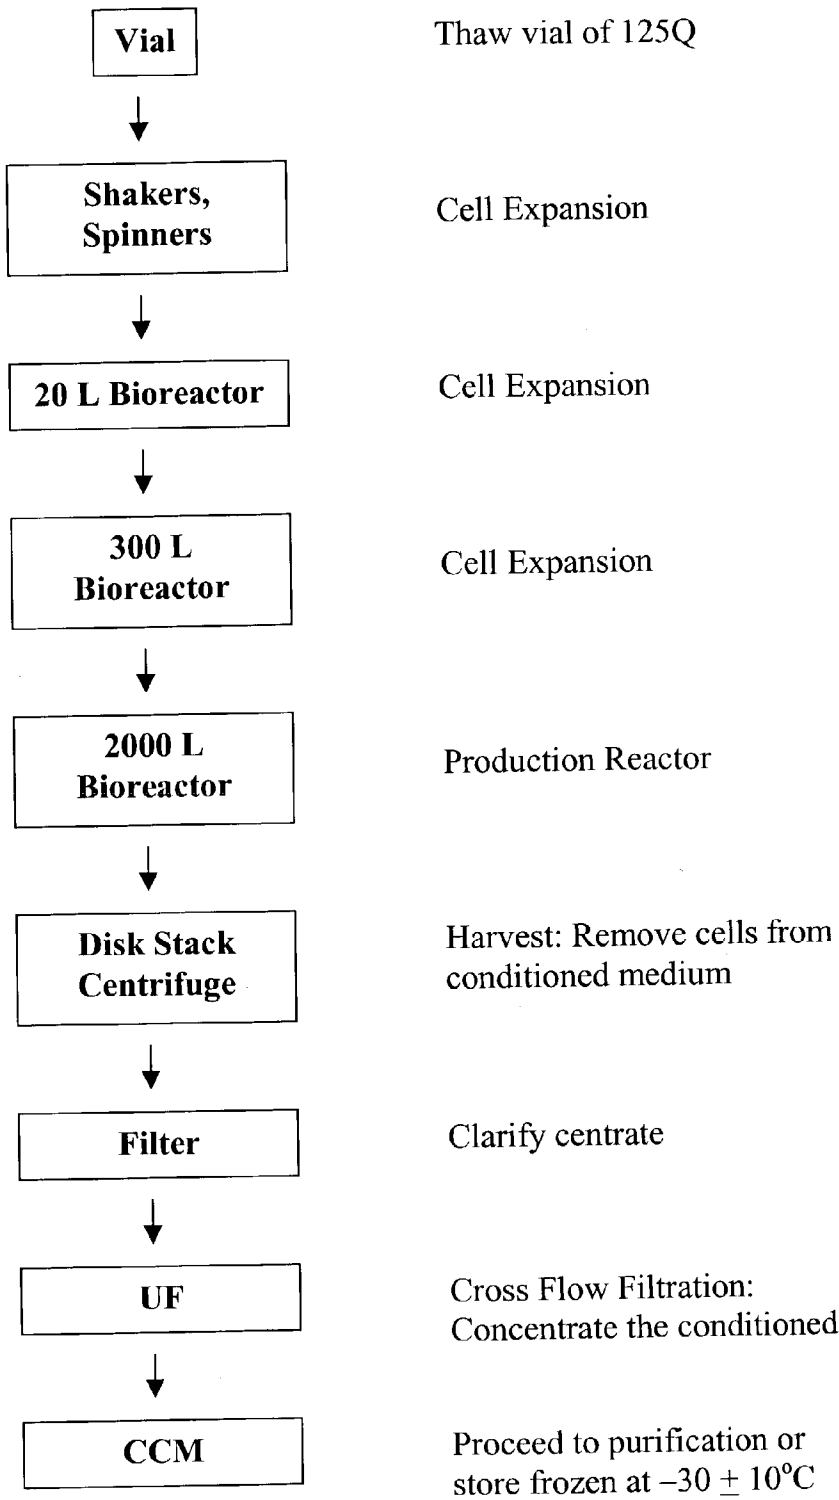 Vial
Thaw vial of 125Q
Shakers,
Spinners
Cell Expansion
20 L Bioreactor
Cell Expansion
300 L
Bioreactor
Cell Expansion
2000 L
Bioreactor
Production Reactor
Disk Stack
Centrifuge
Harvest: Remove cells from
conditioned medium
Filter
Clarify centrate
UF
Cross Flow Filtration:
Concentrate the conditioned
CCM
Proceed to purification or
store frozen at –30 ± 10°C